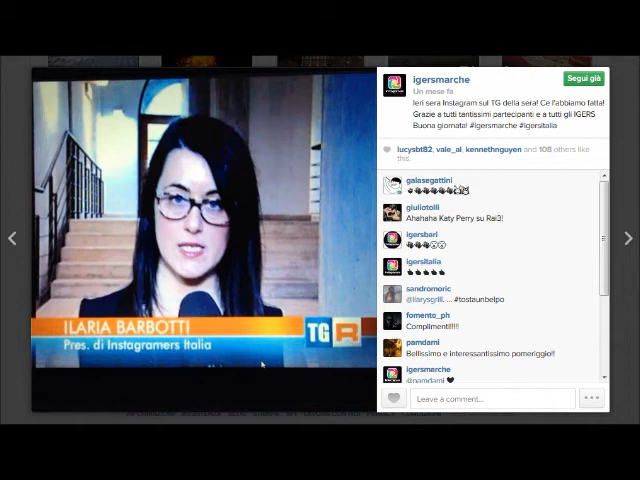 igersmarche
Un mese fa
Segui già
Ieri sera Instagram sul TG della sera! Ce l'abbiamo fatta!
Grazie a tutti tantissimi partecipanti e a tutti gli IGERS
Buona giornata! #igersmarche #igersitalia
lucysbt82, vale_al, kennethnguyen and 108 others like
this.
galasegattini
giuliotolli
Ahahaha Katy Perry su Rai3!
igersbari
igersitalia
sandromoric
@ilarysgrill. ... #tostaunbelpo
fomento_ph
Complimenti!!!!!
pamdami
Bellissimo e interessantissimo pomeriggio!!
igersmarche
@pamdami 🖤
Leave a comment...
ILARIA BARBOTTI
Pres. di Instagramers Italia
TG R